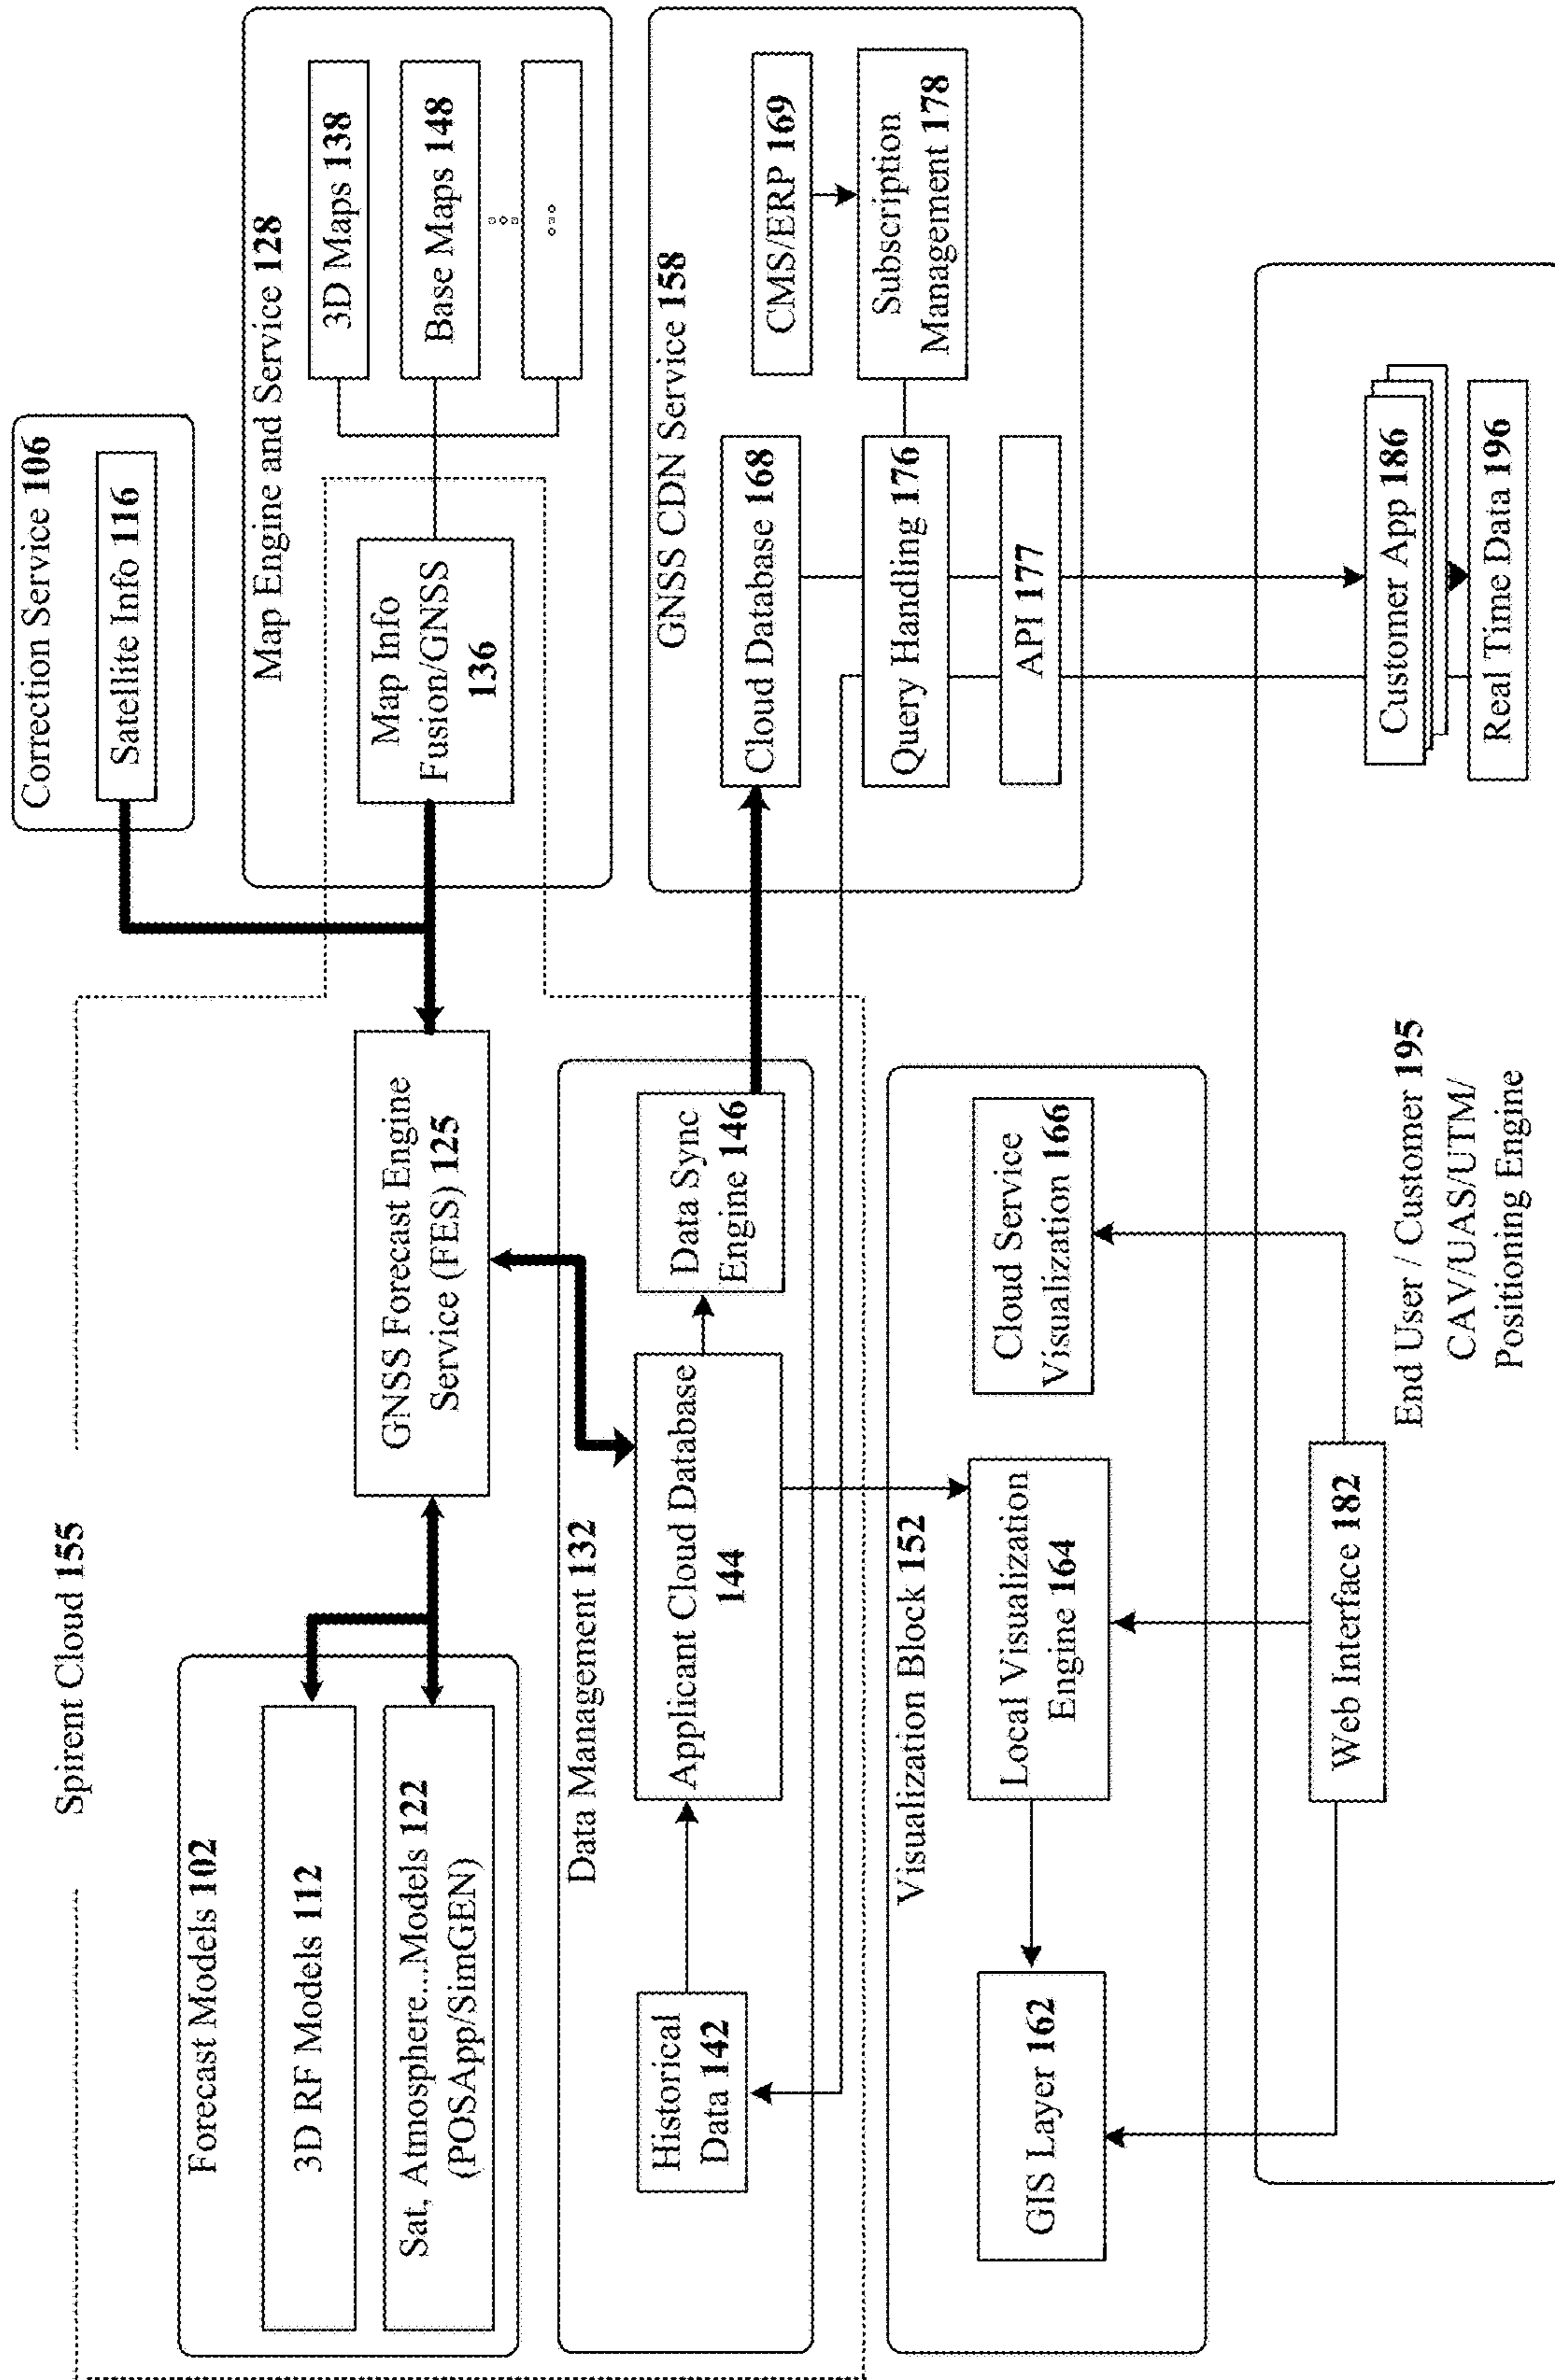 Spirent Cloud 155
Correction Service 106
Satellite Info 116
Forecast Models 102
3D RF Models 112
Sat, Atmosphere...Models 122
(POSApp/SimGEN)
GNSS Forecast Engine
Service (FES) 125
Map Engine and Service 128
Map Info
Fusion/GNSS
136
3D Maps 138
Base Maps 148
Data Management 132
Historical
Data 142
Applicant Cloud Database
144
Data Sync
Engine 146
GNSS CDN Service 158
Cloud Database 168
CMS/ERP 169
Query Handling 176
Subscription
Management 178
API 177
Visualization Block 152
GIS Layer 162
Local Visualization
Engine 164
Cloud Service
Visualization 166
Web Interface 182
End User / Customer 195
CAV/UAS/UTM/
Positioning Engine
Customer App 186
Real Time Data 196